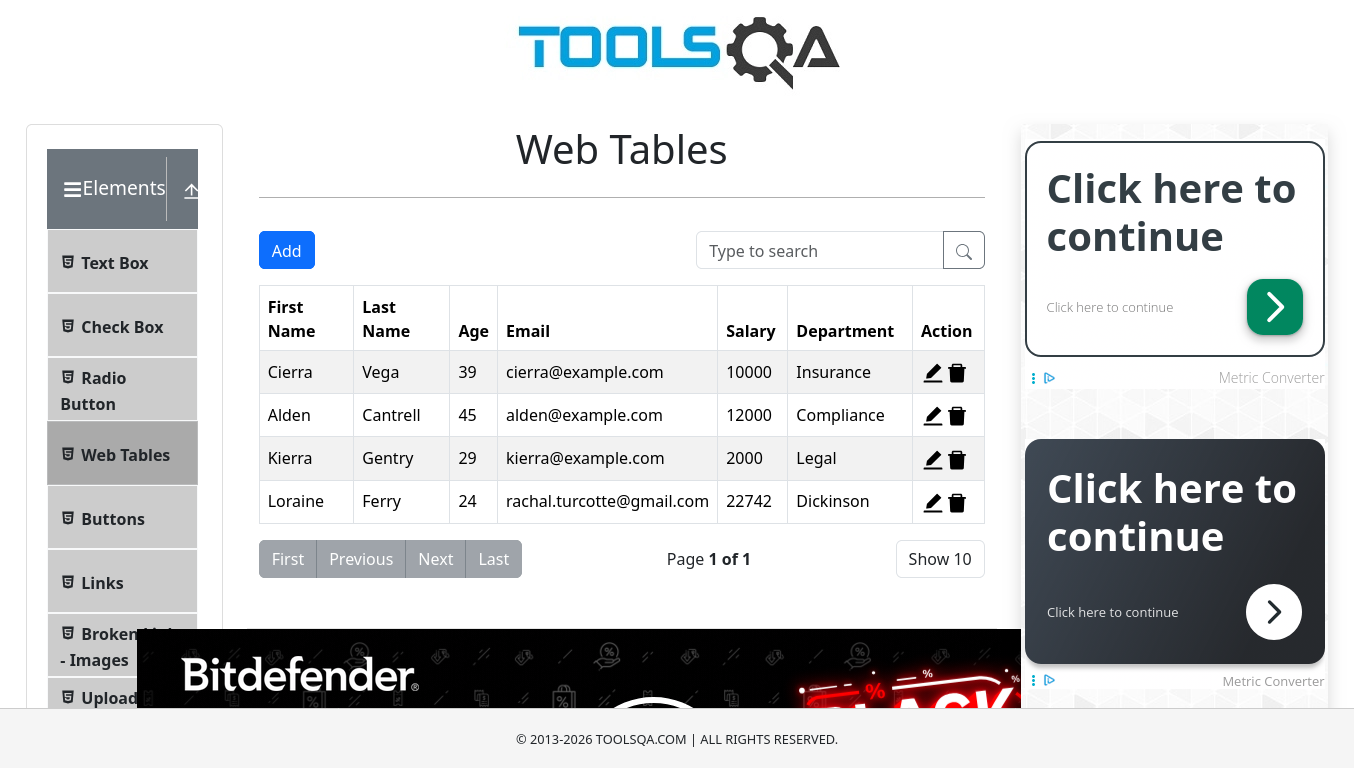 TOOLSQA
Web Tables
Elements
Text Box
Check Box
Radio
Button
Web Tables
Buttons
Links
Broken
- Images
Upload
Add
Type to search
First Name Last Name Age Email Salary Department Action
Cierra Vega 39 cierra@example.com 10000 Insurance
Alden Cantrell 45 alden@example.com 12000 Compliance
Kierra Gentry 29 kierra@example.com 2000 Legal
Loraine Ferry 24 rachal.turcotte@gmail.com 22742 Dickinson
First Previous Next Last
Page 1 of 1
Show 10
Click here to
continue
Click here to continue
Metric Converter
Click here to
continue
Click here to continue
Metric Converter
Bitdefender®
BLACK
© 2013-2026 TOOLSQA.COM | ALL RIGHTS RESERVED.